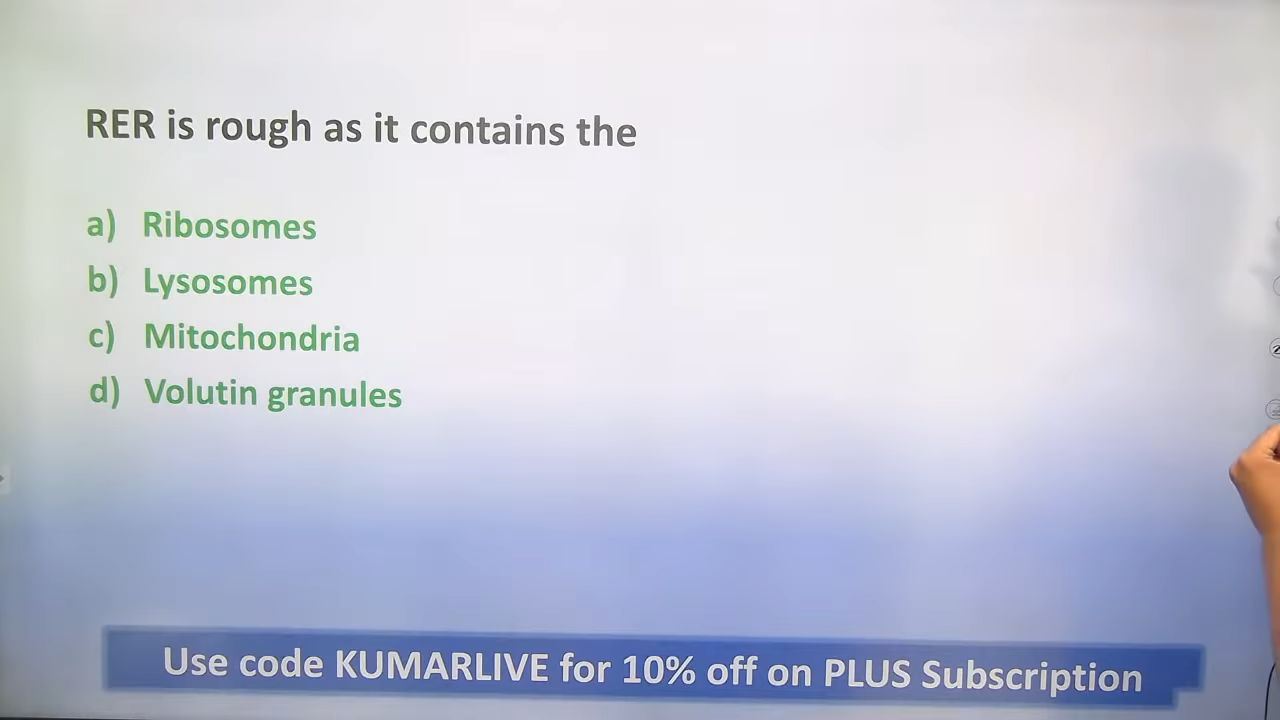 RER is rough as it contains the
a) Ribosomes
b) Lysosomes
c) Mitochondria
d) Volutin granules
Use code KUMARLIVE for 10% off on PLUS Subscription